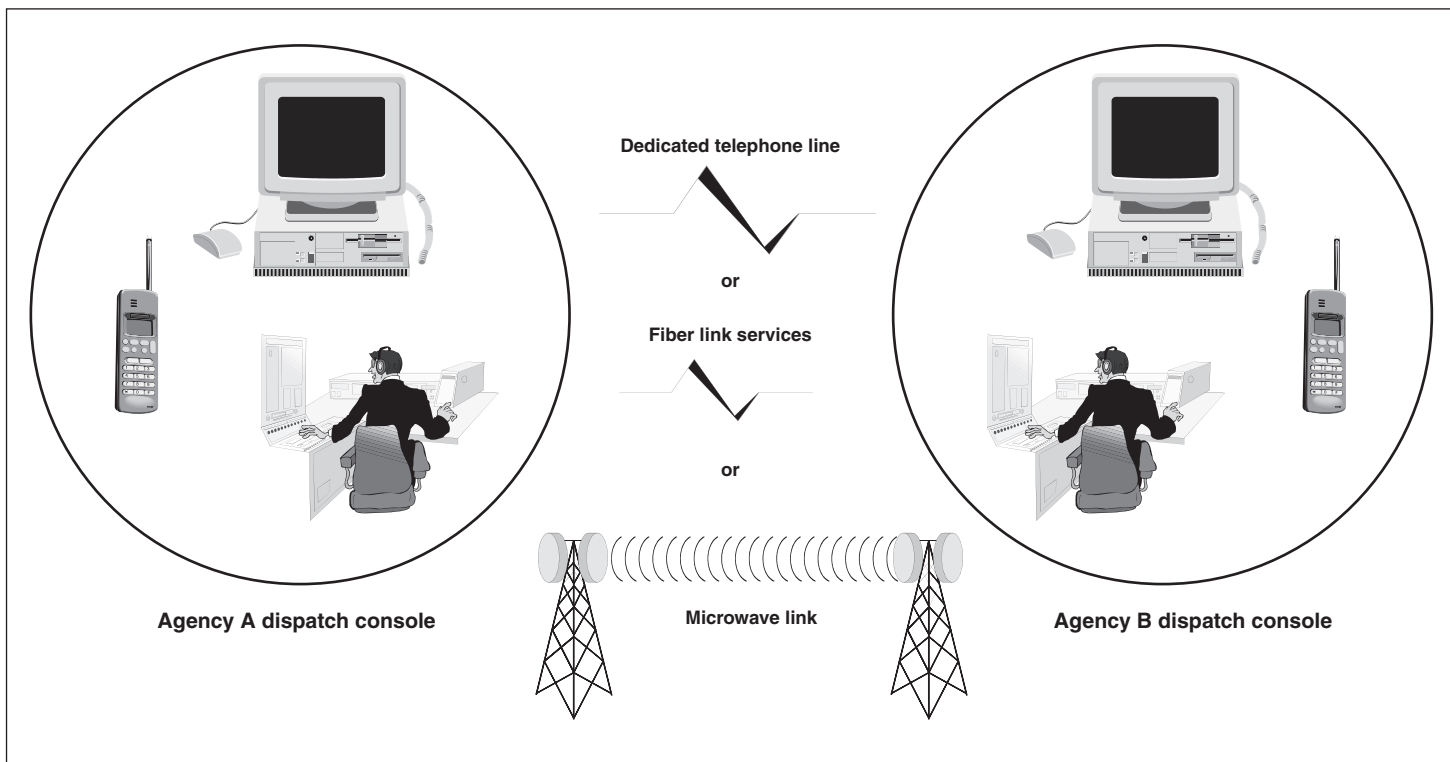 Dedicated telephone line
or
Fiber link services
or
Microwave link
Agency A dispatch console
Agency B dispatch console